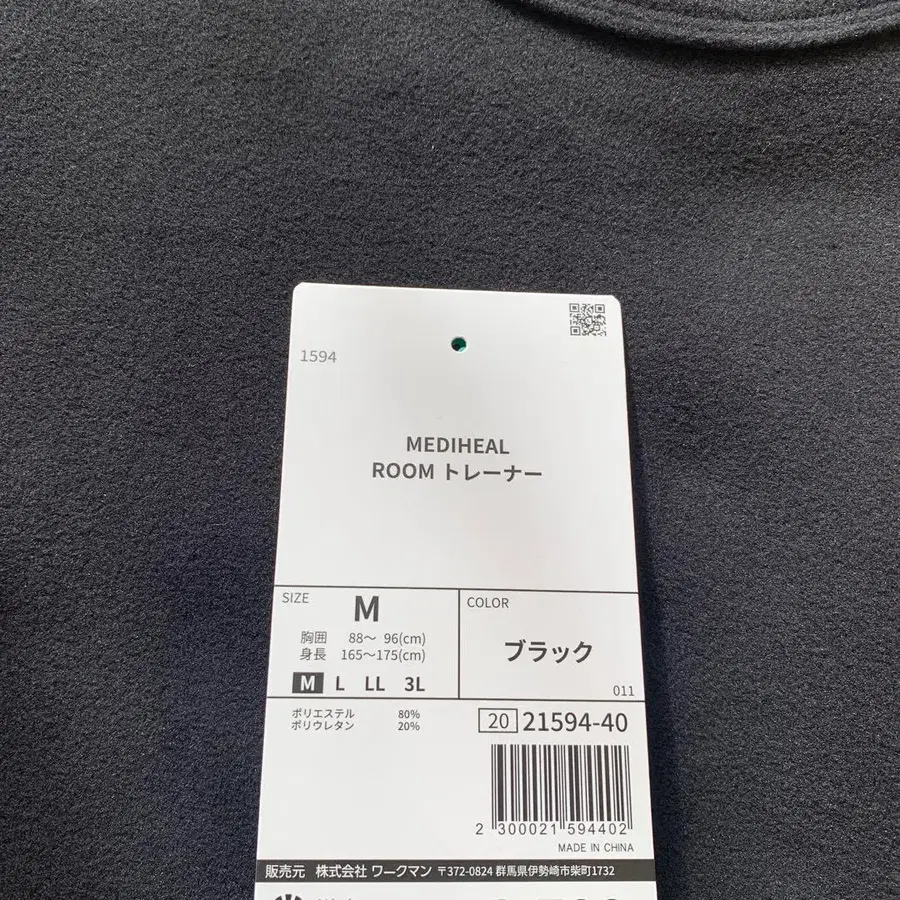 1594
MEDIHEAL
ROOM トレーナー
SIZE
M
胸囲 88〜 96(cm)
身長 165〜175(cm)
M L LL 3L
COLOR
ブラック
011
ポリエステル 80%
ポリウレタン 20%
20 21594-40
2 300021 594402
MADE IN CHINA
販売元 株式会社 ワークマン 〒372-0824 群馬県伊勢崎市柴町1732